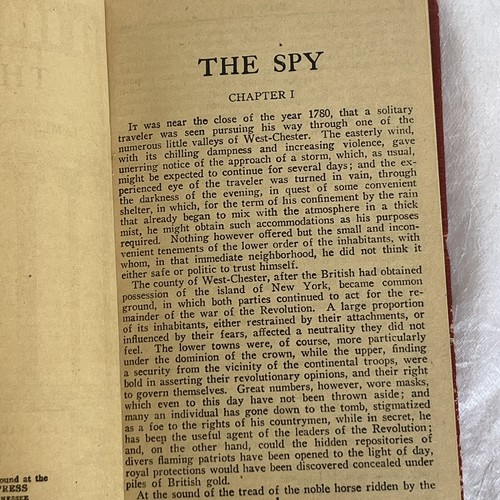 THE SPY
CHAPTER I
It was near the close of the year 1780, that a solitary
traveler was seen pursuing his way through one of the
numerous little valleys of West-Chester. The easterly wind,
with its chilling dampness and increasing violence, gave
unerring notice of the approach of a storm, which, as usual,
might be expected to continue for several days; and the ex-
perienced eye of the traveler was turned in vain, through
the darkness of the evening, in quest of some convenient
shelter, in which, for the term of his confinement by the rain
that already began to mix with the atmosphere in a thick
mist, he might obtain such accommodations as his purposes
required. Nothing however offered but the small and incon-
venient tenements of the lower order of the inhabitants, with
whom, in that immediate neighborhood, he did not think it
either safe or politic to trust himself.
The county of West-Chester, after the British had obtained
possession of the island of New York, became common
ground, in which both parties continued to act for the re-
mainder of the war of the Revolution. A large proportion
of its inhabitants, either restrained by their attachments, or
influenced by their fears, affected a neutrality they did not
feel. The lower towns were, of course, more particularly
under the dominion of the crown, while the upper, finding
a security from the vicinity of the continental troops, were
bold in asserting their revolutionary opinions, and their right
to govern themselves. Great numbers, however, wore masks,
which even to this day have not been thrown aside; and
many an individual has gone down to the tomb, stigmatized
as a foe to the rights of his countrymen, while in secret, he
has been the useful agent of the leaders of the Revolution;
and, on the other hand, could the hidden repositories of
divers flaming patriots have been opened to the light of day,
royal protections would have been discovered concealed under
piles of British gold.
At the sound of the tread of the noble horse ridden by the
ound at the
PRESS
NNESSEE